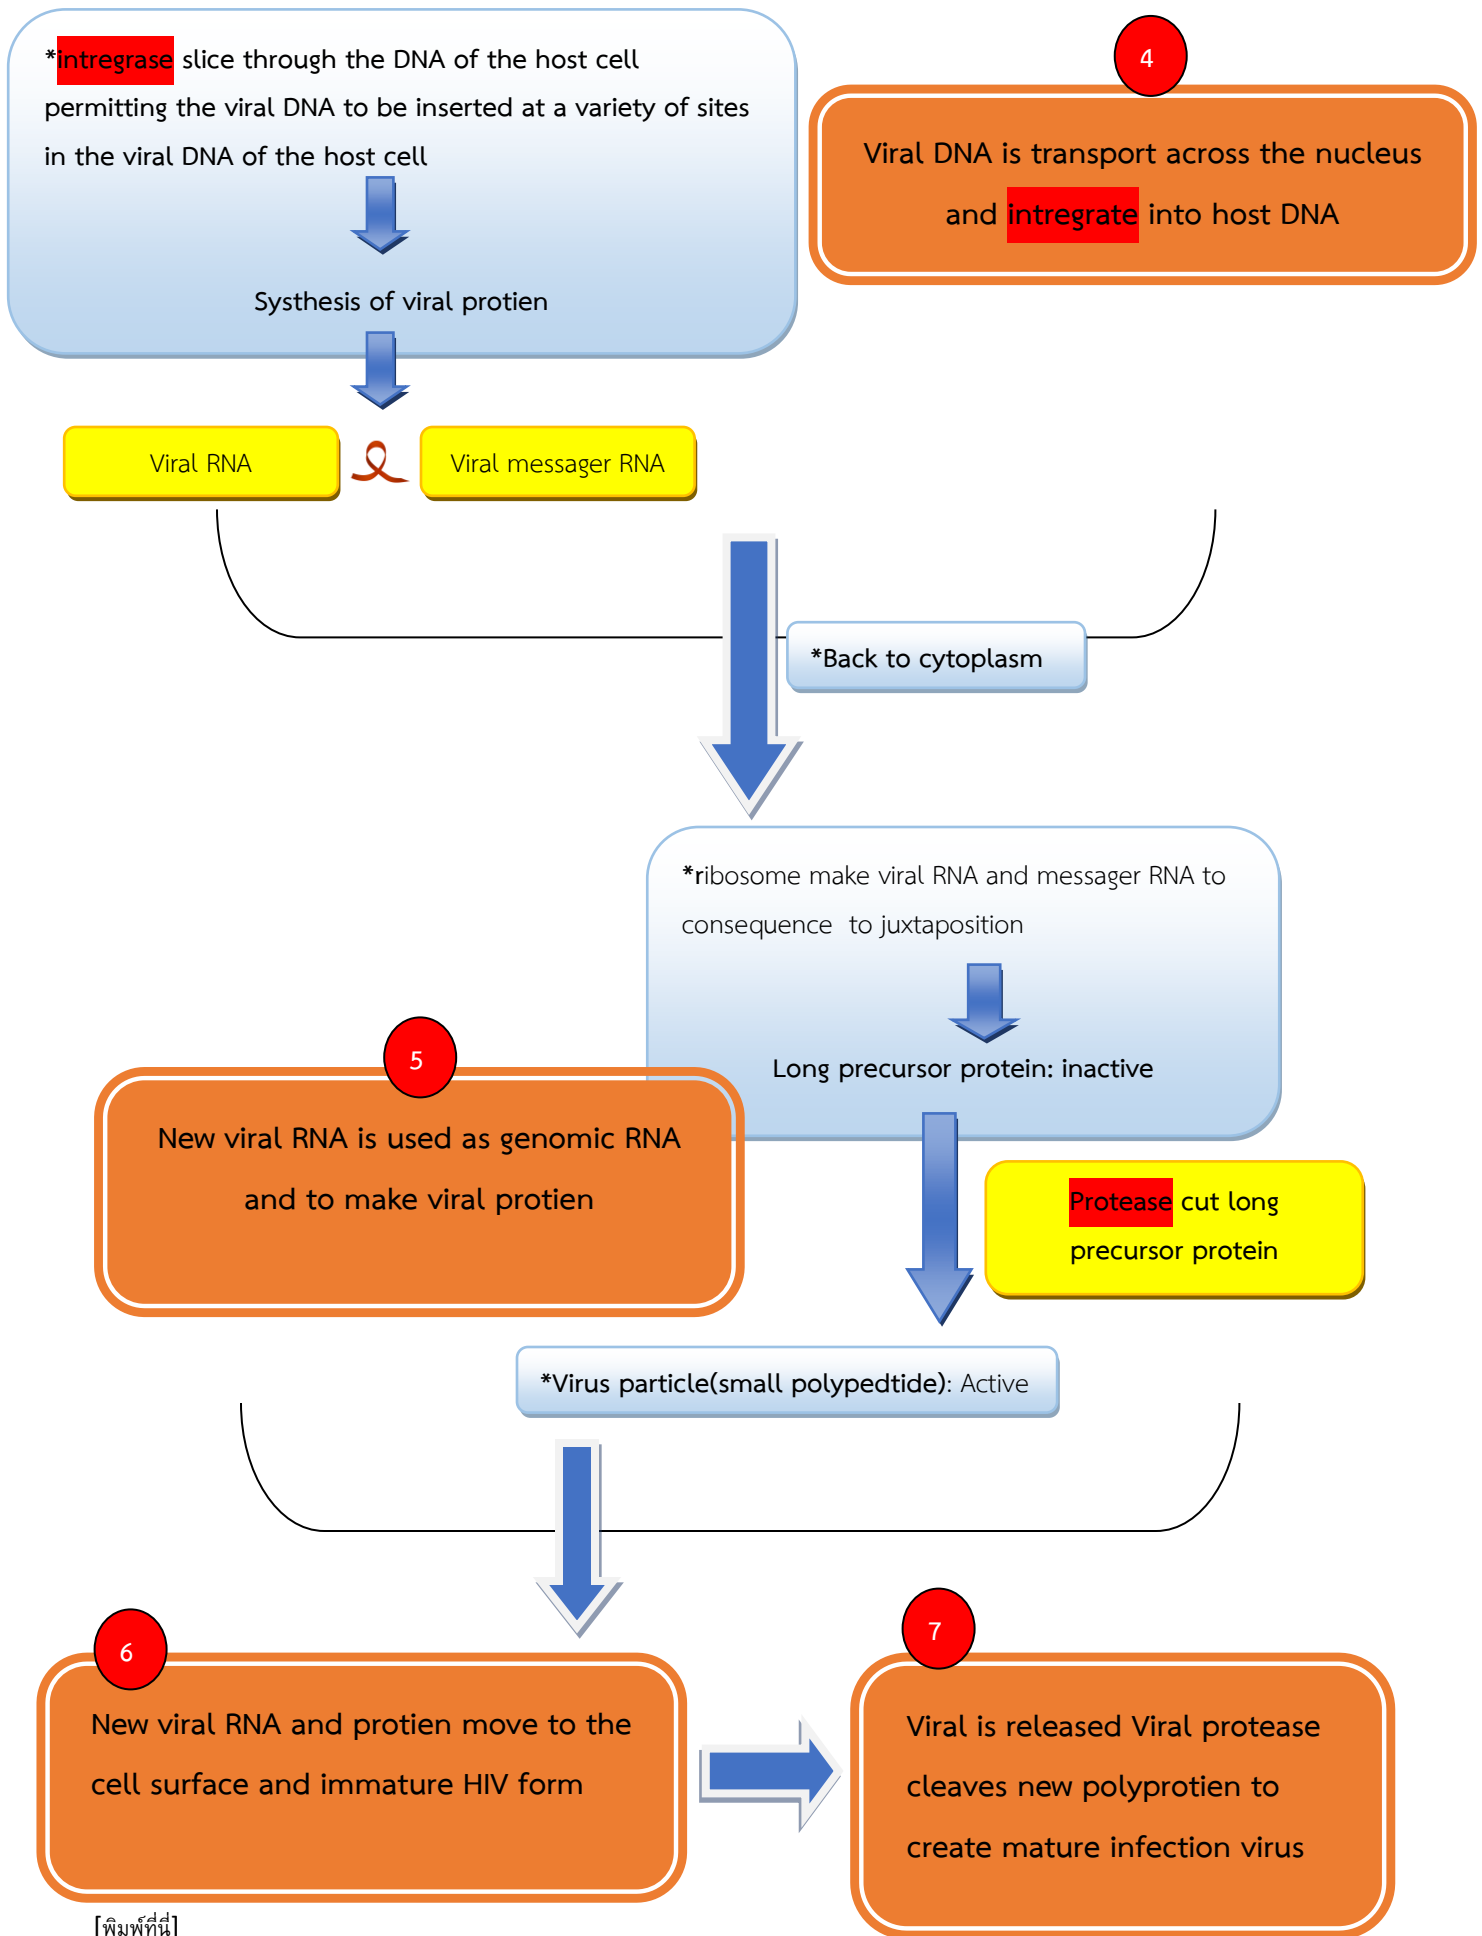 *intregrase slice through the DNA of the host cell
permitting the viral DNA to be inserted at a variety of sites
in the viral DNA of the host cell
Systhesis of viral protien
4
Viral DNA is transport across the nucleus
and intregrate into host DNA
Viral RNA
Viral messager RNA
*Back to cytoplasm
*ribosome make viral RNA and messager RNA to
consequence to juxtaposition
Long precursor protein: inactive
5
New viral RNA is used as genomic RNA
and to make viral protien
Protease cut long
precursor protein
*Virus particle(small polypedtide): Active
6
New viral RNA and protien move to the
cell surface and immature HIV form
7
Viral is released Viral protease
cleaves new polyprotien to
create mature infection virus
[พิมพ์ที่นี่]